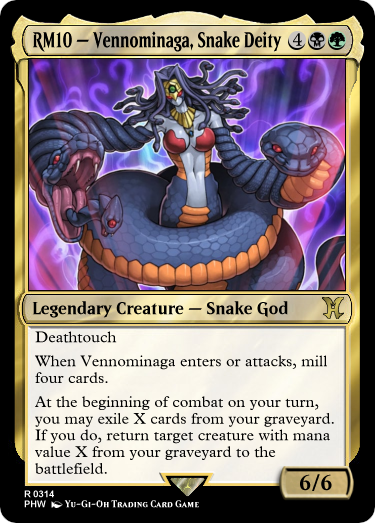 RM10 – Vennominaga, Snake Deity 4
Legendary Creature — Snake God
Deathtouch
When Vennominaga enters or attacks, mill
four cards.
At the beginning of combat on your turn,
you may exile X cards from your graveyard.
If you do, return target creature with mana
value X from your graveyard to the
battlefield.
6/6
R 0314
PHW • Yu-Gi-Oh Trading Card Game